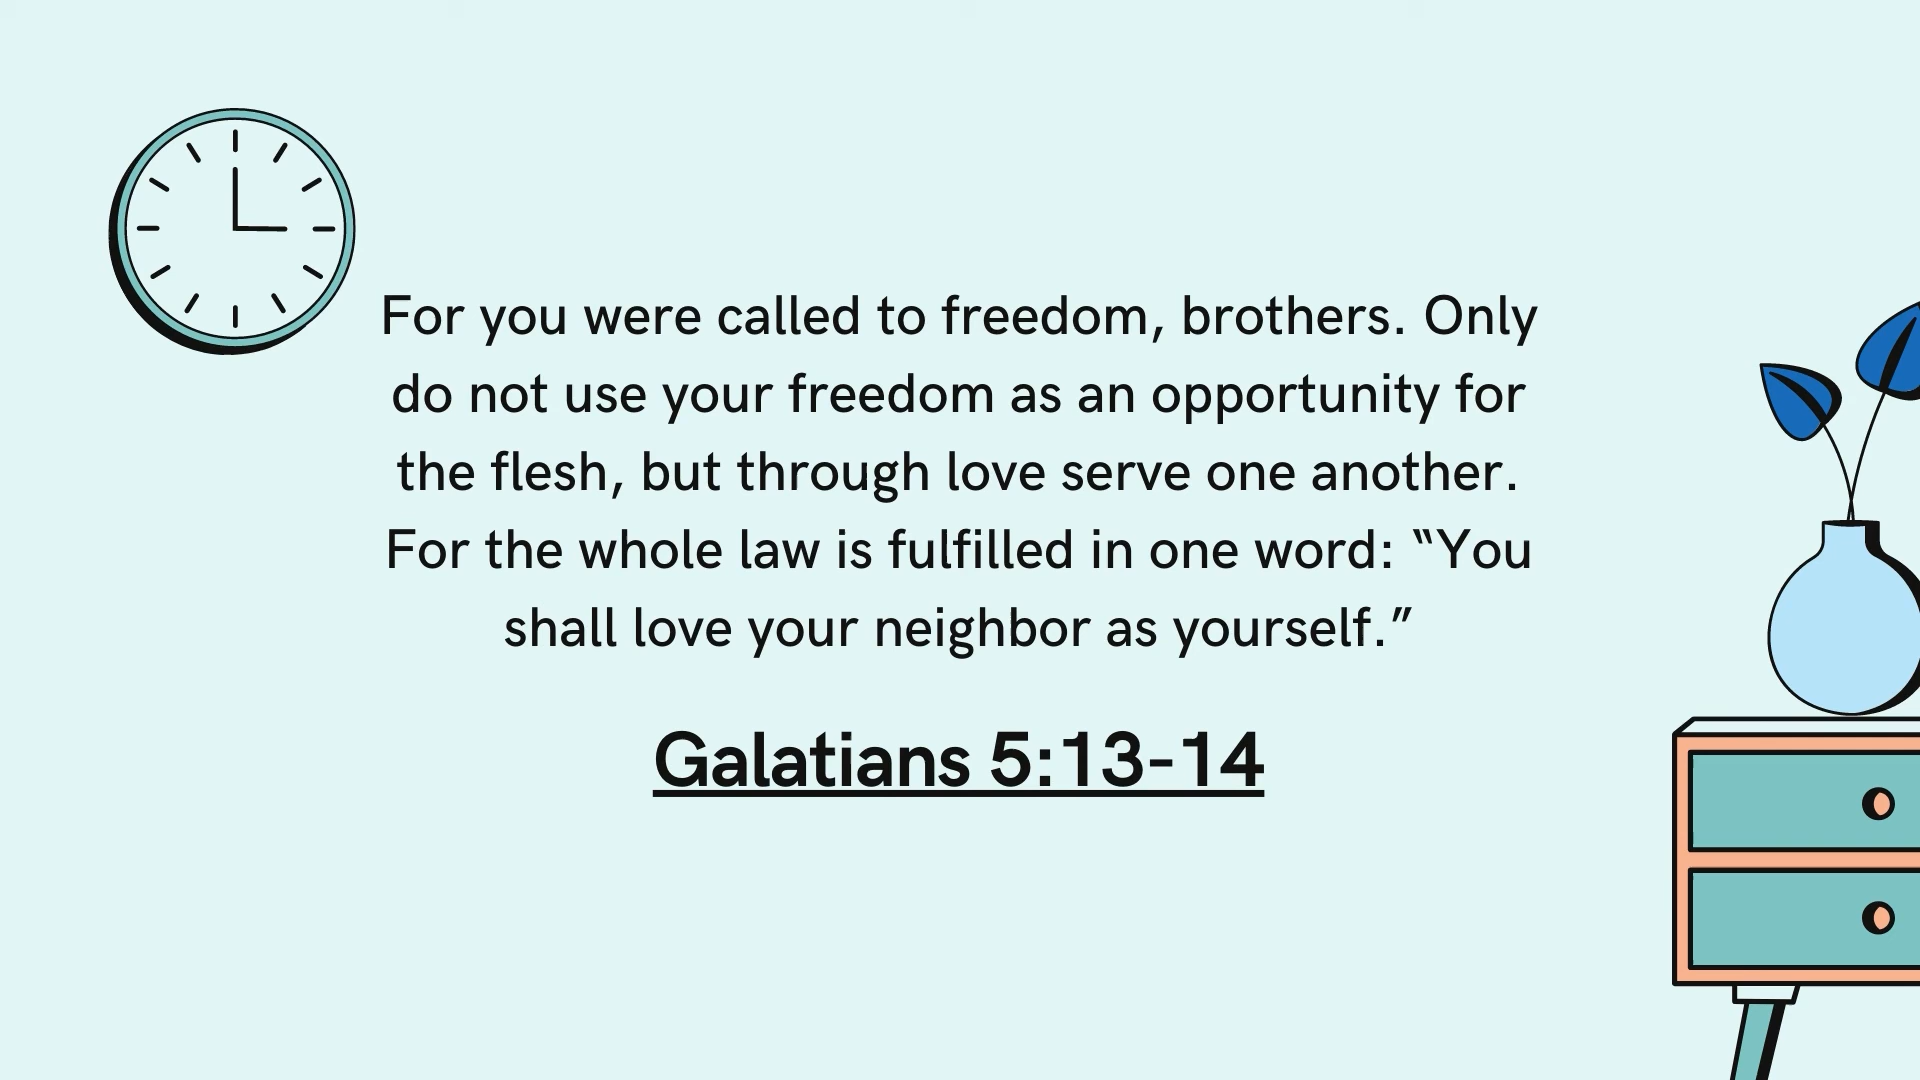 For you were called to freedom, brothers. Only
do not use your freedom as an opportunity for
the flesh, but through love serve one another.
For the whole law is fulfilled in one word: “You
shall love your neighbor as yourself.”
Galatians 5:13-14